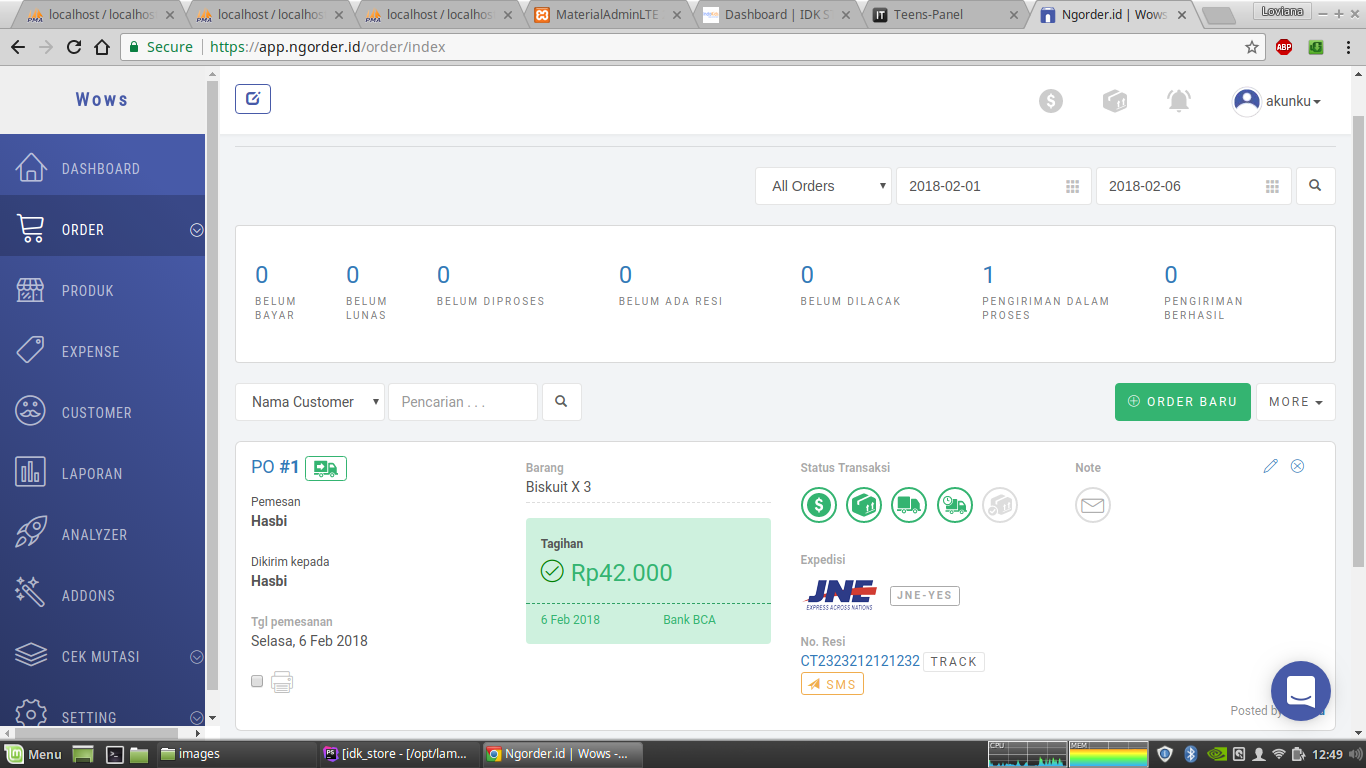 localhost / localhos
localhost / localhos
localhost / localhos
MaterialAdminLTE
Dashboard | IDK S
Teens-Panel
Ngorder.id | Wows
Loviana
Secure
https://app.ngorder.id/order/index
ABP
Wows
akunku
DASHBOARD
ORDER
PRODUK
EXPENSE
CUSTOMER
LAPORAN
ANALYZER
ADDONS
CEK MUTASI
SETTING
All Orders
2018-02-01
2018-02-06
0
BELUM
BAYAR
0
BELUM
LUNAS
0
BELUM DIPROSES
0
BELUM ADA RESI
0
BELUM DILACAK
1
PENGIRIMAN DALAM
PROSES
0
PENGIRIMAN
BERHASIL
Nama Customer
Pencarian . . .
ORDER BARU
MORE
PO #1
Pemesan
Hasbi
Dikirim kepada
Hasbi
Tgl pemesanan
Selasa, 6 Feb 2018
Barang
Biskuit X 3
Tagihan
Rp42.000
6 Feb 2018
Bank BCA
Status Transaksi
Note
Expedisi
JNE
EXPRESS ACROSS NATIONS
JNE-YES
No. Resi
CT2323212121232
TRACK
SMS
Posted
Menu
images
[idk_store - [/opt/lam...
Ngorder.id | Wows -...
CPU
MEM
12:49